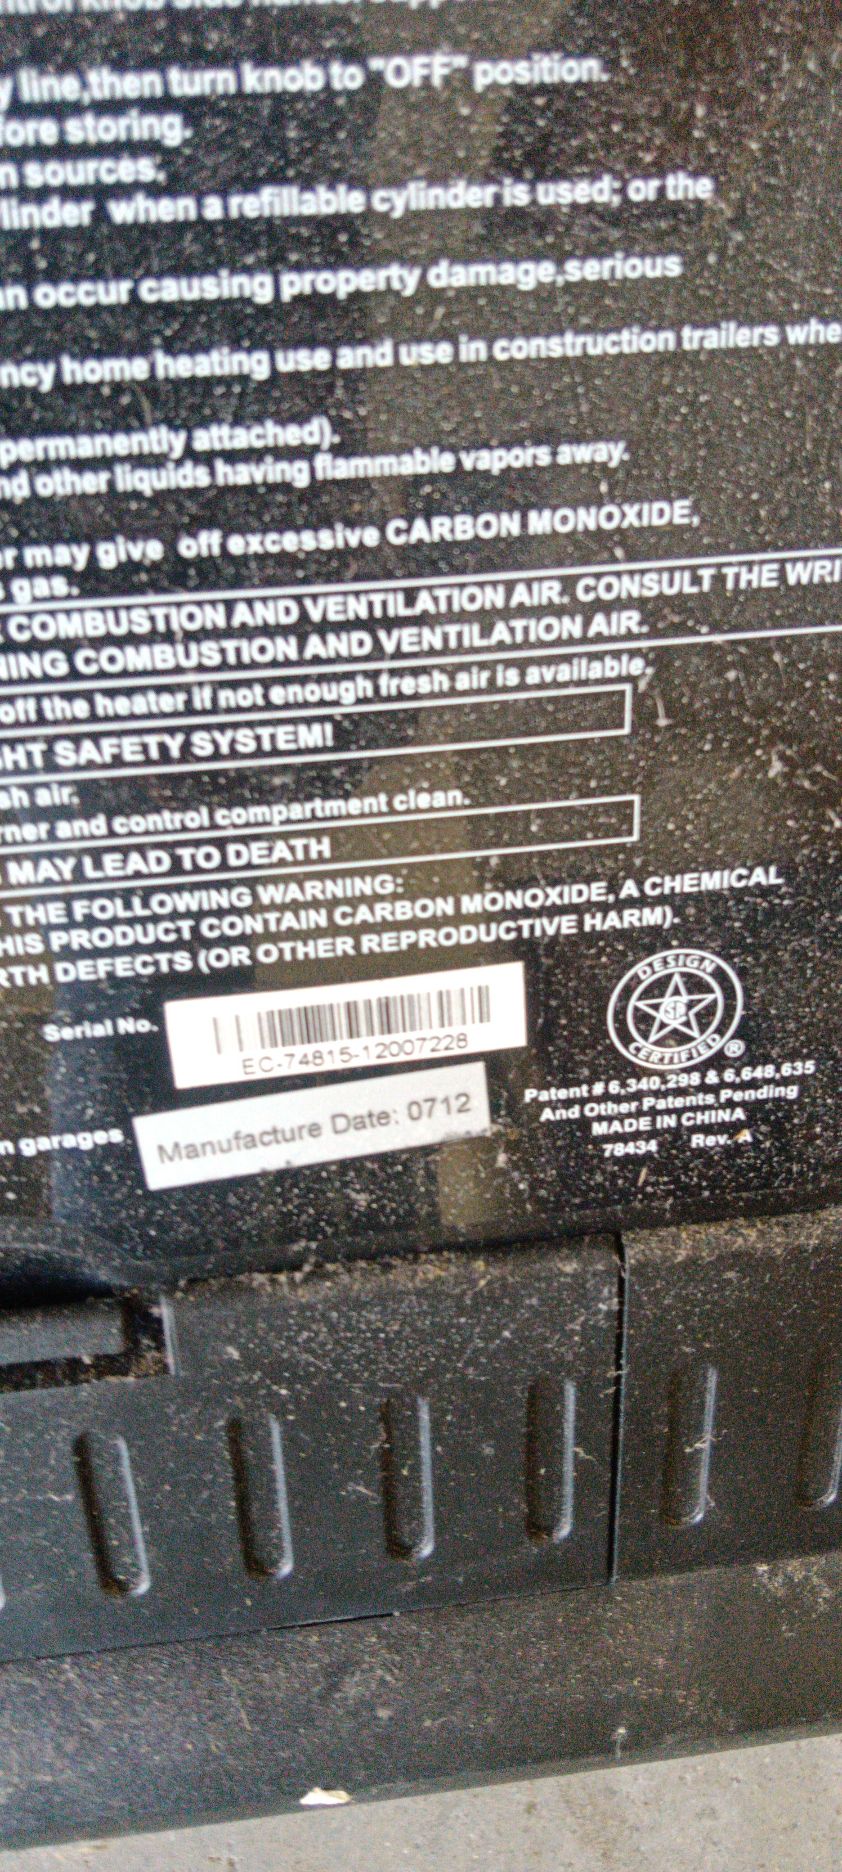 y line,then turn knob to "OFF" position.
fore storing.
n sources.
linder when a refillable cylinder is used; or the
an occur causing property damage,serious
ncy home heating use and use in construction trailers whe
permanently attached).
nd other liquids having flammable vapors away.
or may give off excessive CARBON MONOXIDE,
s gas.
COMBUSTION AND VENTILATION AIR. CONSULT THE WRI
NING COMBUSTION AND VENTILATION AIR.
off the heater if not enough fresh air is available.
GHT SAFETY SYSTEM!
sh air.
rner and control compartment clean.
MAY LEAD TO DEATH
THE FOLLOWING WARNING:
HIS PRODUCT CONTAIN CARBON MONOXIDE, A CHEMICAL
RTH DEFECTS (OR OTHER REPRODUCTIVE HARM).
Serial No.
EC-74815-12007228
n garages
Manufacture Date: 0712
DESIGN
CERTIFIED
®
Patent # 6,340,298 & 6,648,635
And Other Patents Pending
MADE IN CHINA
78434 Rev. A